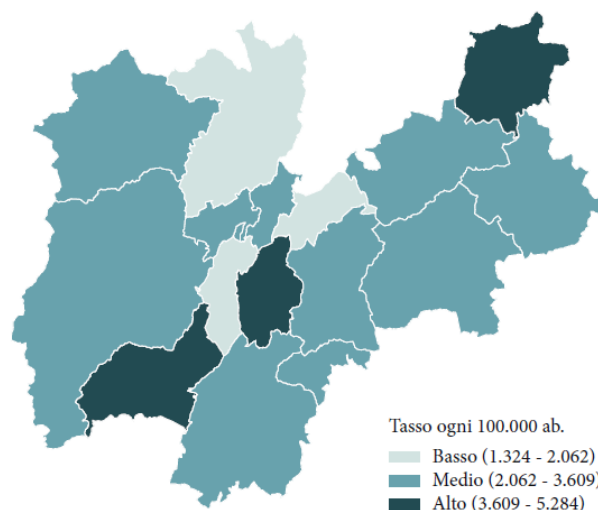 Tasso ogni 100.000 ab.
Basso (1.324 - 2.062)
Medio (2.062 - 3.609)
Alto (3.609 - 5.284)